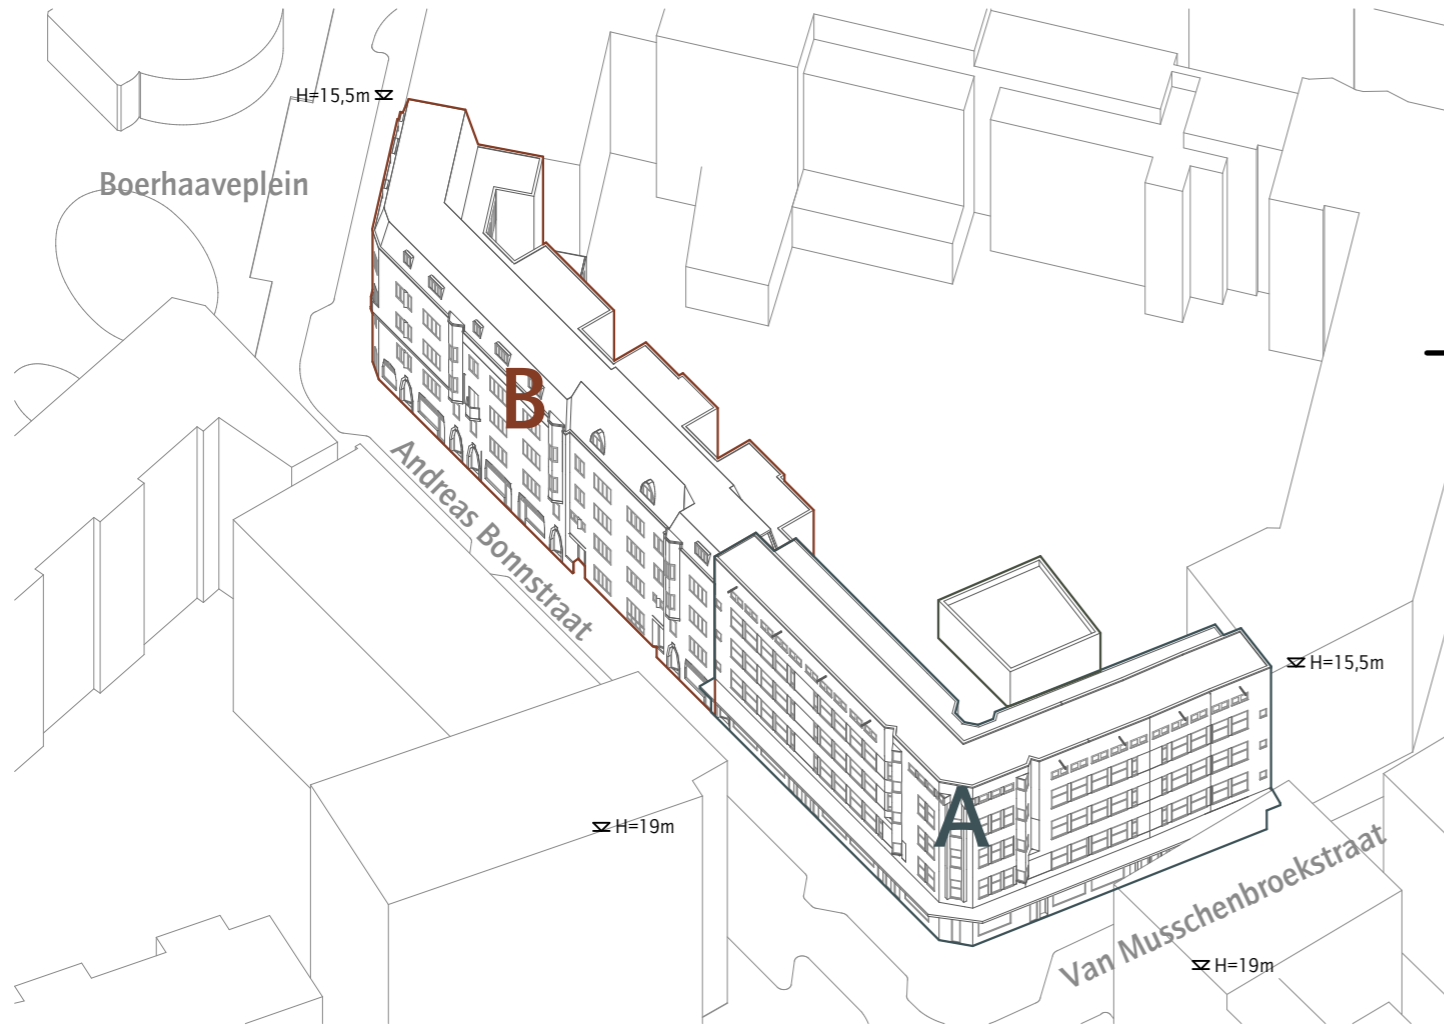 H=15,5m
Boerhaaveplein
B
Andreas Bonnstraat
H=15,5m
A
H=19m
Van Musschenbroekstraat
H=19m